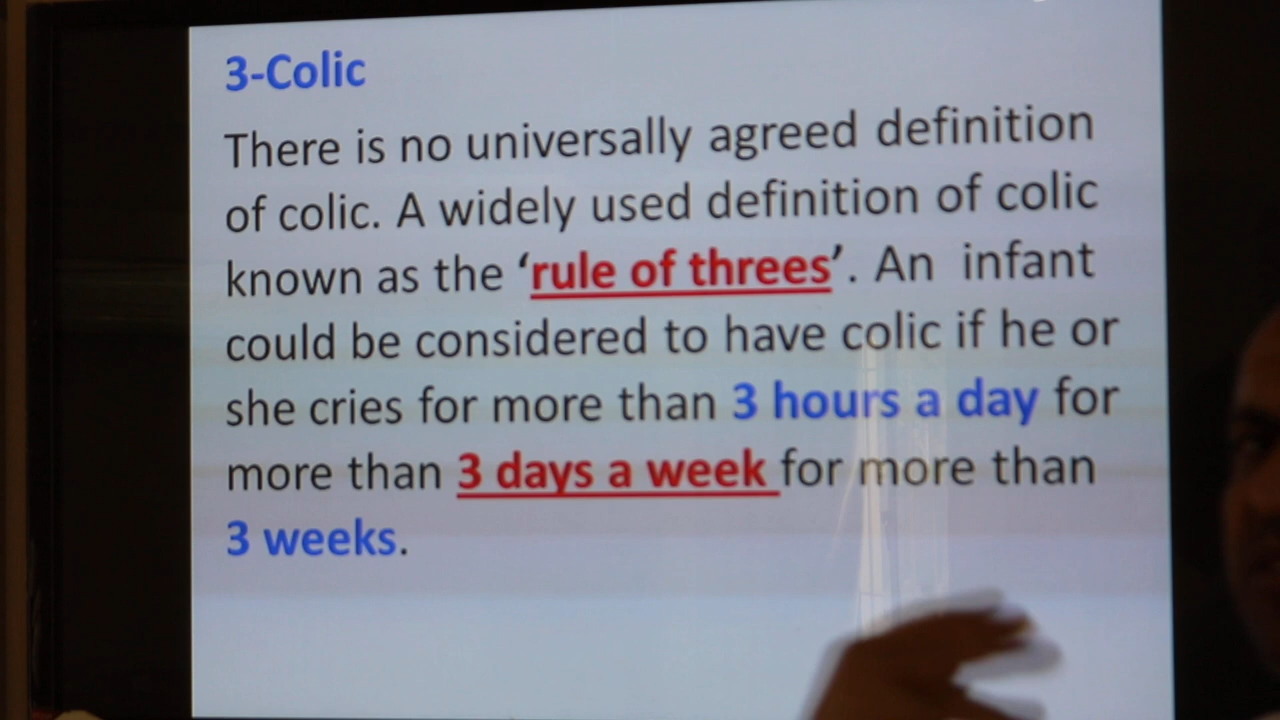 3-Colic
There is no universally agreed definition
of colic. A widely used definition of colic
known as the ‘rule of threes’. An infant
could be considered to have colic if he or
she cries for more than 3 hours a day for
more than 3 days a week for more than
3 weeks.